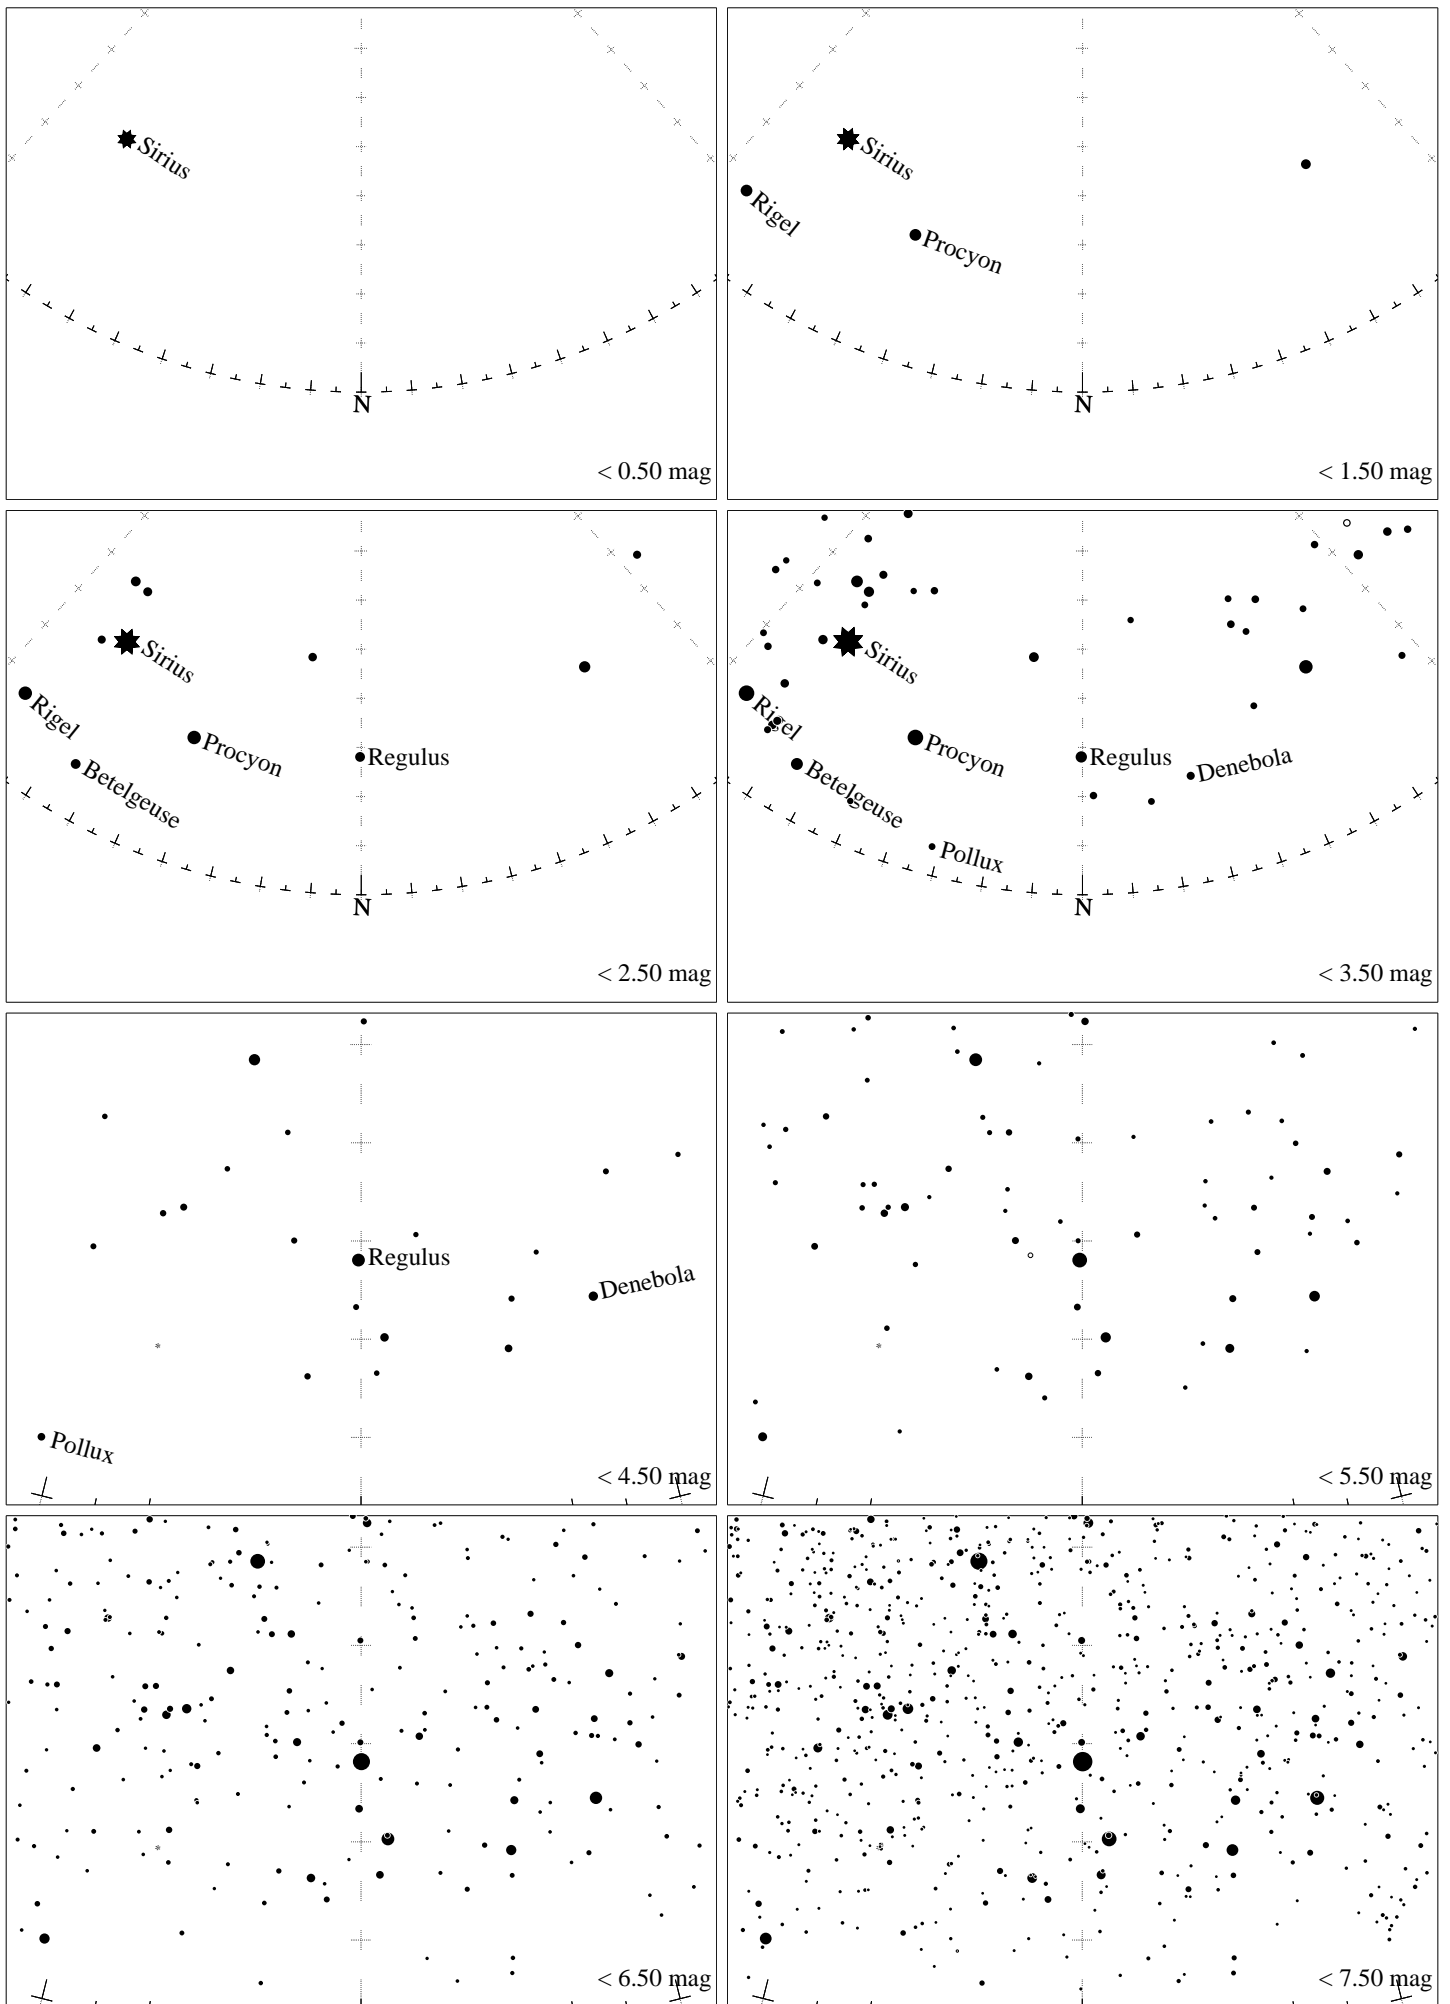 Sirius
N
< 0.50 mag
Sirius
Rigel
Procyon
N
< 1.50 mag
Sirius
Rigel
Procyon
Regulus
Betelgeuse
N
< 2.50 mag
Sirius
Rigel
Procyon
Regulus
Denebola
Betelgeuse
Pollux
N
< 3.50 mag
Regulus
Denebola
Pollux
< 4.50 mag
< 5.50 mag
< 6.50 mag
< 7.50 mag